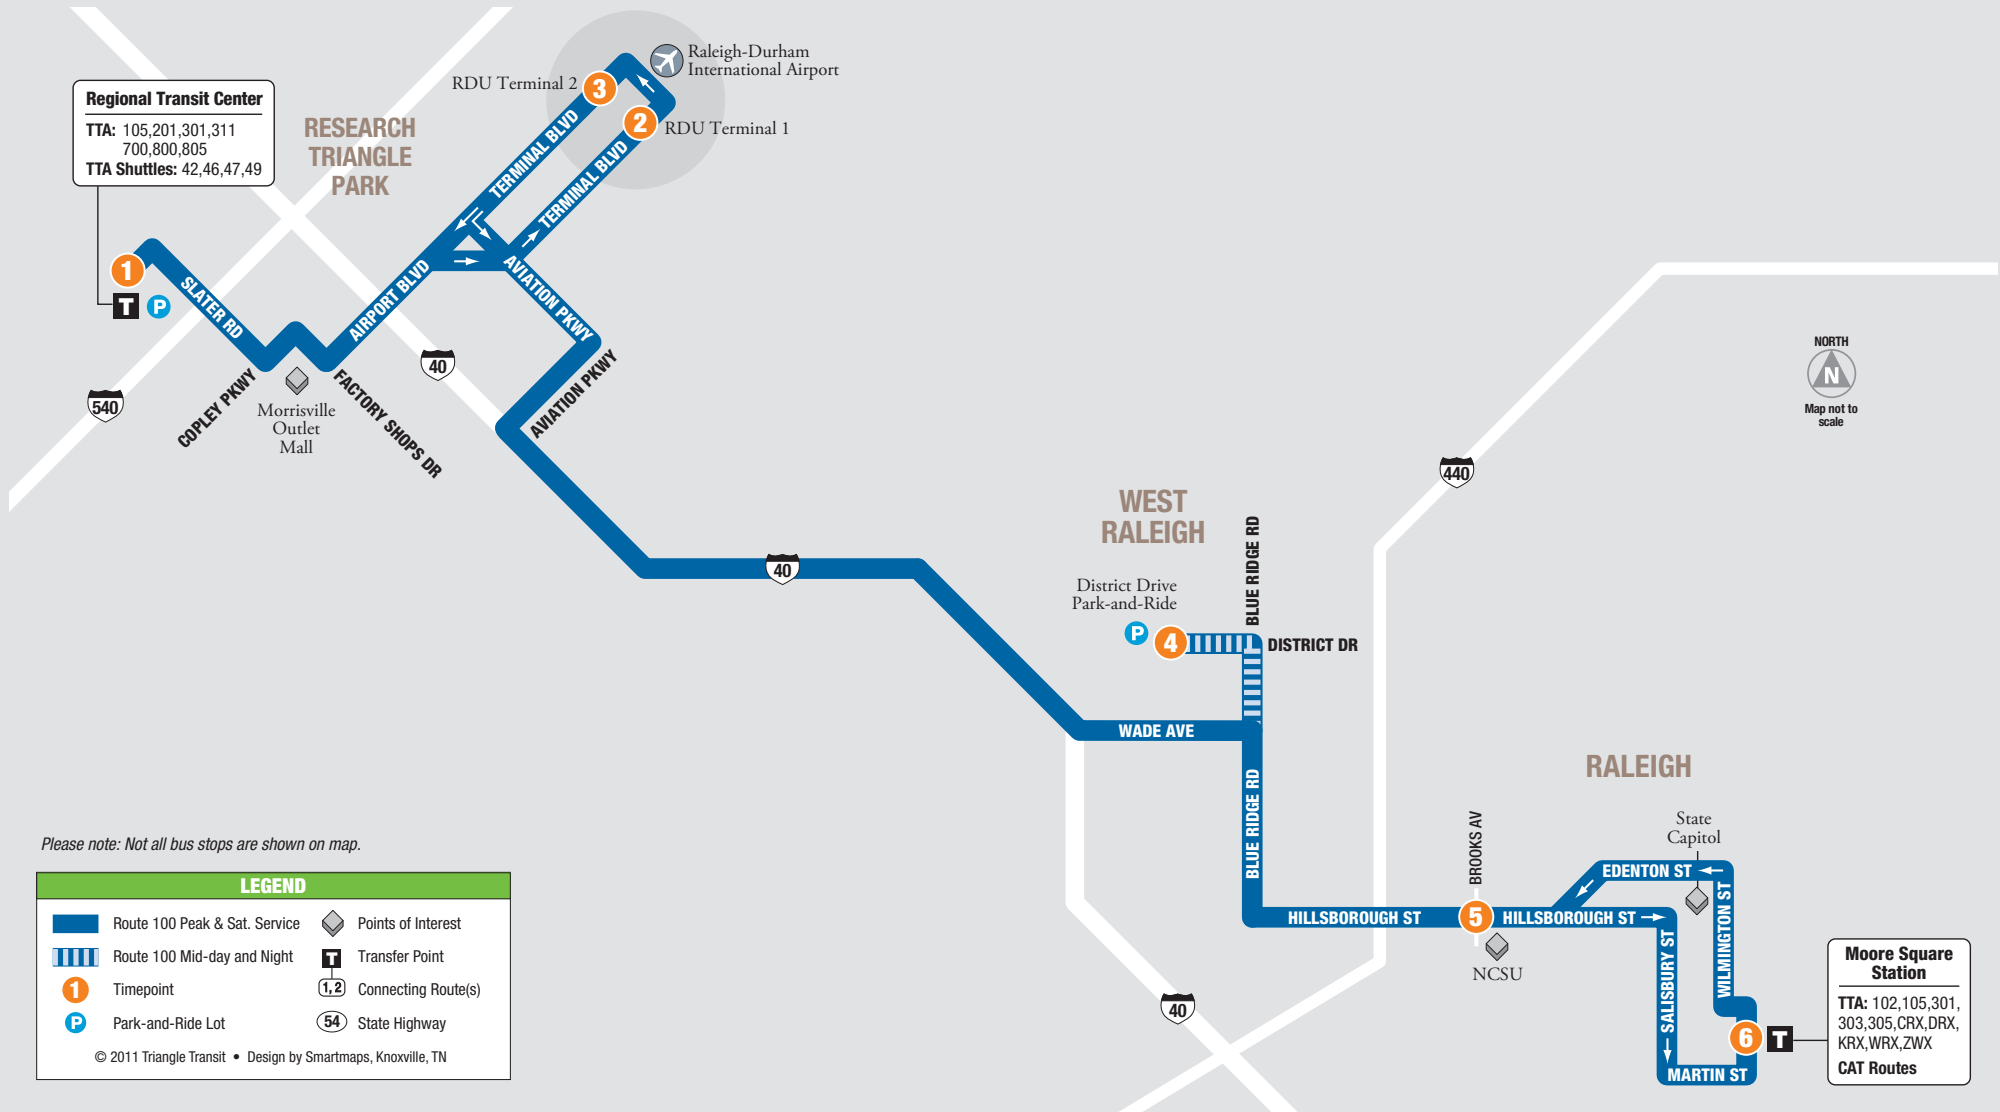 Regional Transit Center
TTA: 105,201,301,311
700,800,805
TTA Shuttles: 42,46,47,49
RESEARCH
TRIANGLE
PARK
RDU Terminal 2
3
Raleigh-Durham
International Airport
2
RDU Terminal 1
TERMINAL BLVD
TERMINAL BLVD
1
T
P
SLATER RD
AIRPORT BLVD
AVIATION PKWY
AVIATION PKWY
COPLEY PKWY
FACTORY SHOPS DR
Morrisville
Outlet
Mall
540
40
40
440
NORTH
N
Map not to
scale
WEST
RALEIGH
District Drive
Park-and-Ride
P
4
BLUE RIDGE RD
DISTRICT DR
WADE AVE
BLUE RIDGE RD
RALEIGH
State
Capitol
BROOKS AV
EDENTON ST
HILLSBOROUGH ST
5
HILLSBOROUGH ST
NCSU
WILMINGTON ST
SALISBURY ST
MARTIN ST
6
T
40
Moore Square
Station
TTA: 102,105,301,
303,305,CRX,DRX,
KRX,WRX,ZWX
CAT Routes
Please note: Not all bus stops are shown on map.
LEGEND
Route 100 Peak & Sat. Service
Points of Interest
Route 100 Mid-day and Night
T
Transfer Point
1
Timepoint
1,2
Connecting Route(s)
P
Park-and-Ride Lot
54
State Highway
© 2011 Triangle Transit • Design by Smartmaps, Knoxville, TN